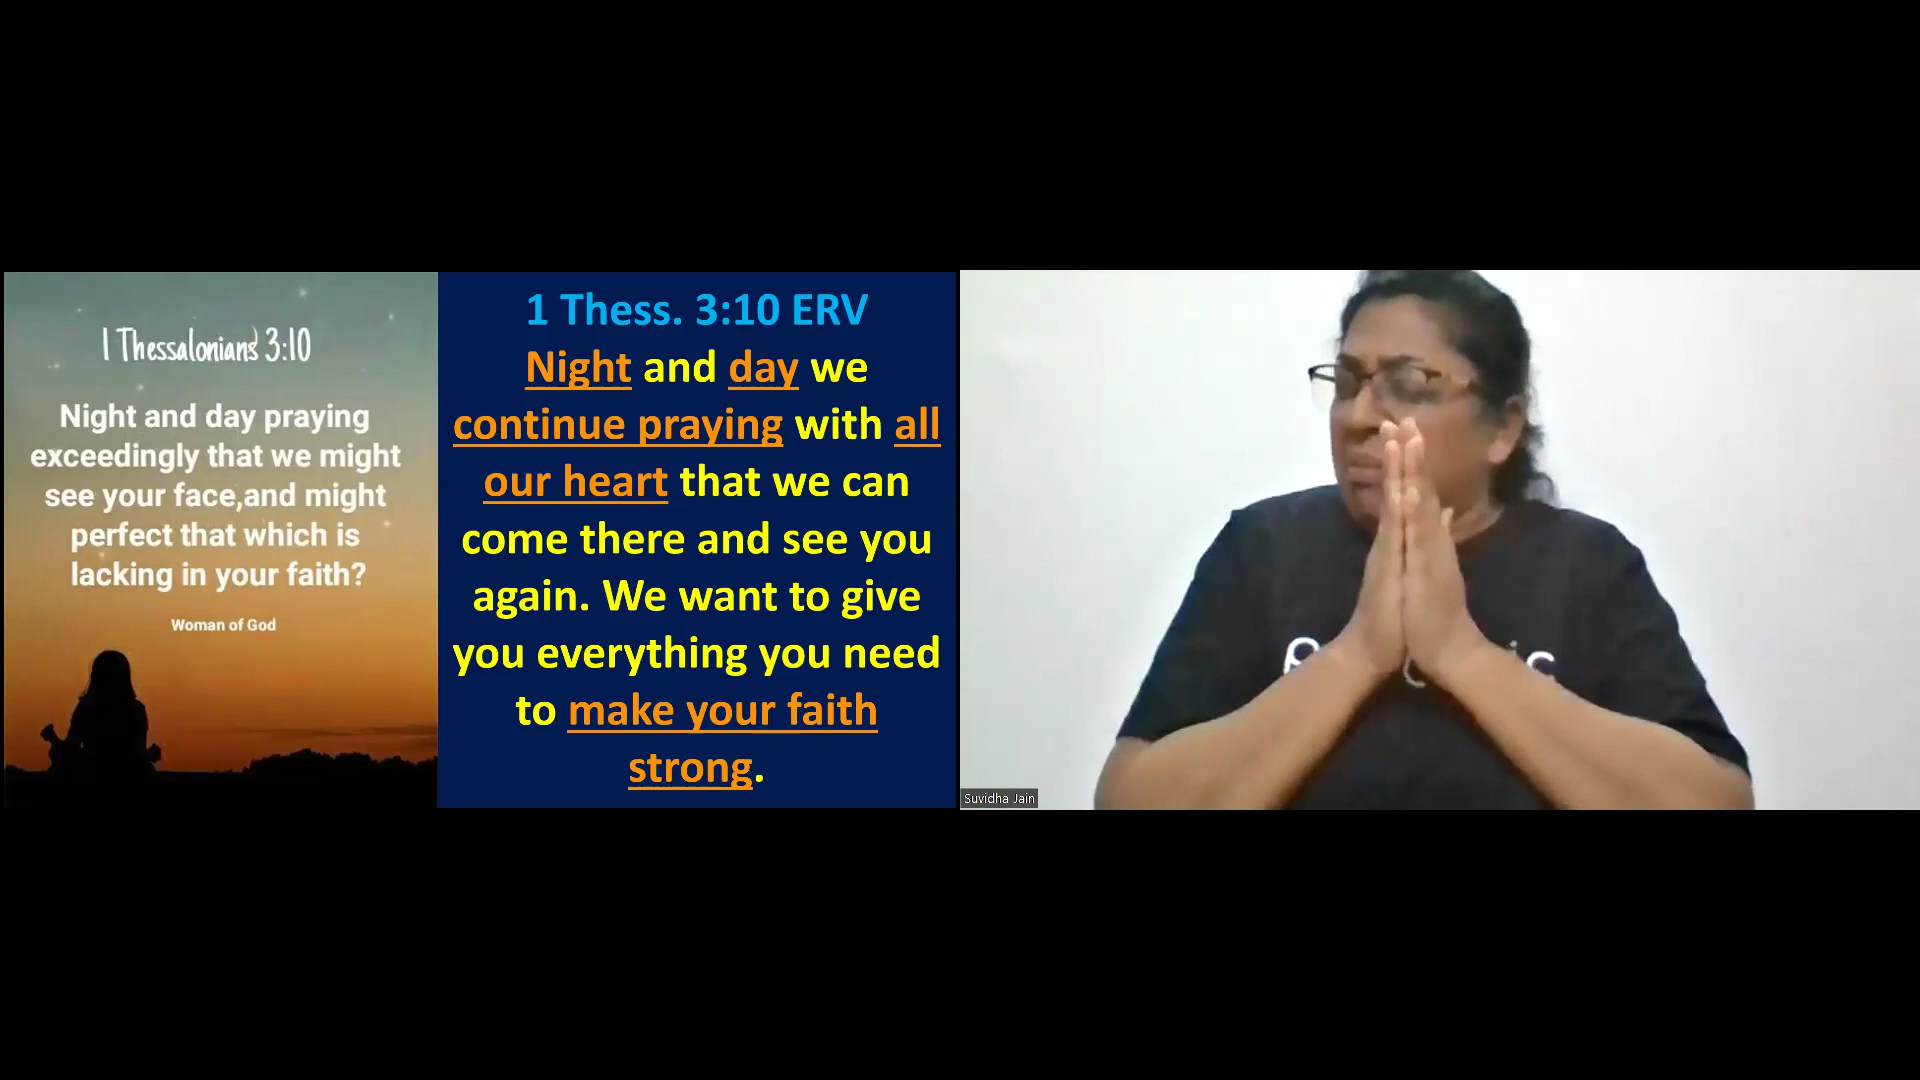 1 Thessalonians 3:10
Night and day praying
exceedingly that we might
see your face,and might
perfect that which is
lacking in your faith?
Woman of God
1 Thess. 3:10 ERV
Night and day we
continue praying with all
our heart that we can
come there and see you
again. We want to give
you everything you need
to make your faith
strong.
Suvidha Jain